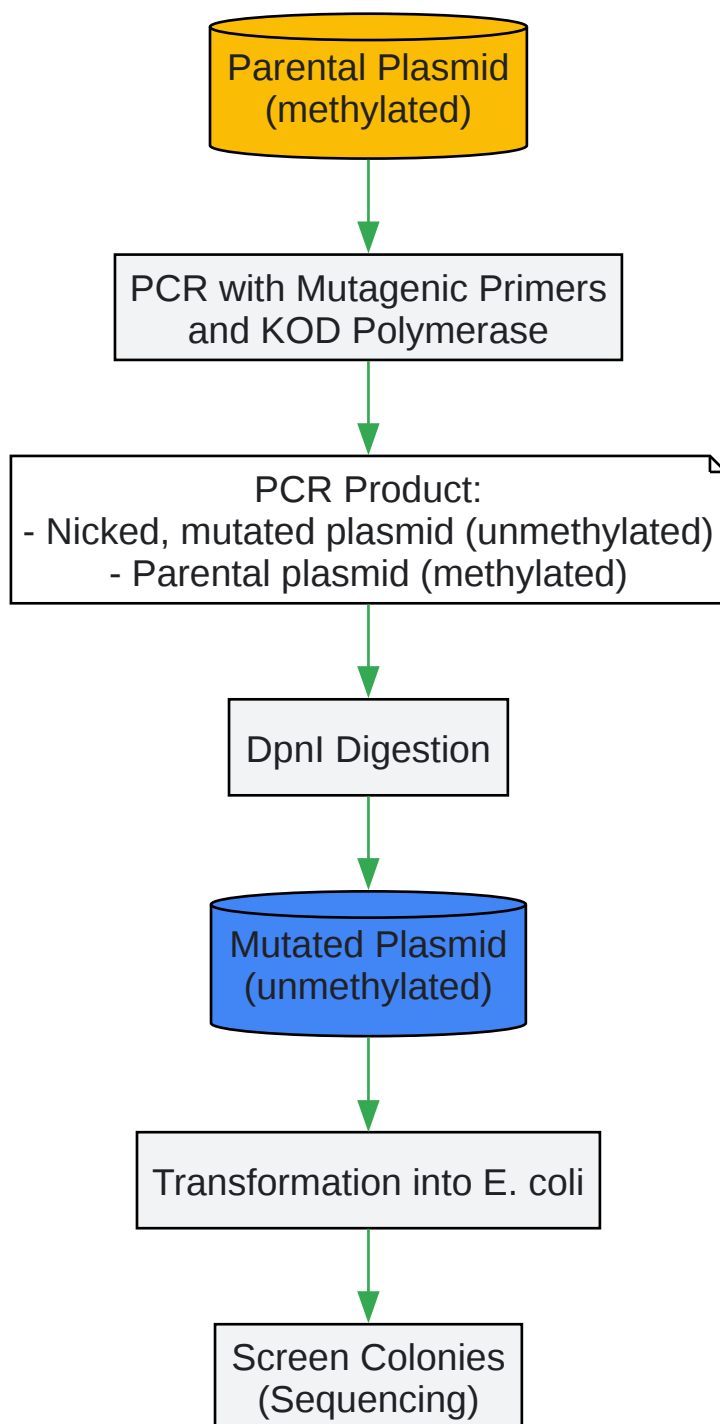 Parental Plasmid
(methylated)
PCR with Mutagenic Primers
and KOD Polymerase
PCR Product:
- Nicked, mutated plasmid (unmethylated)
- Parental plasmid (methylated)
DpnI Digestion
Mutated Plasmid
(unmethylated)
Transformation into E. coli
Screen Colonies
(Sequencing)